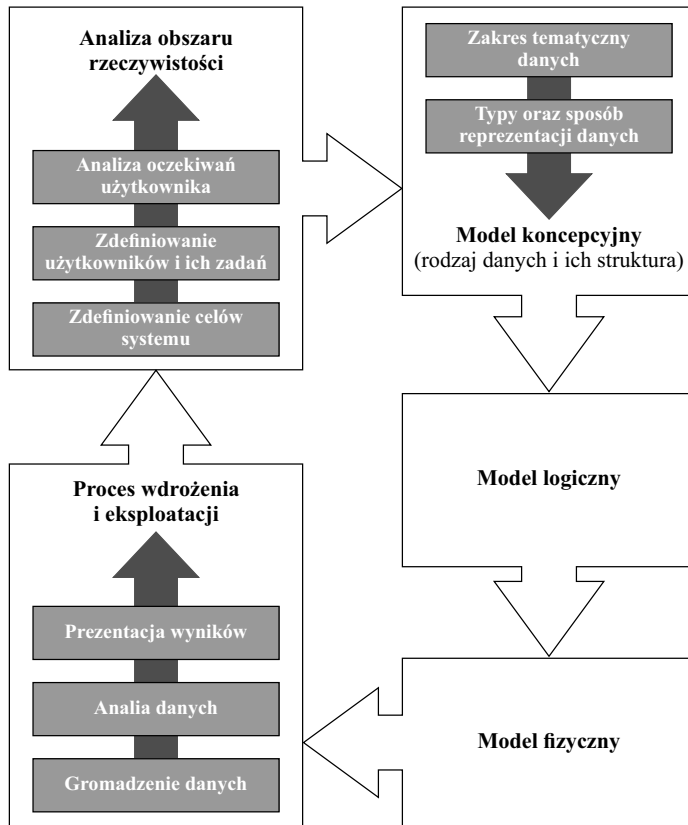 Analiza obszaru
rzeczywistości
Analiza oczekiwań
użytkownika
Zdefiniowanie
użytkowników i ich zadań
Zdefiniowanie celów
systemu
Zakres tematyczny
danych
Typy oraz sposób
reprezentacji danych
Model koncepcyjny
(rodzaj danych i ich struktura)
Model logiczny
Model fizyczny
Proces wdrożenia
i eksploatacji
Prezentacja wyników
Analia danych
Gromadzenie danych